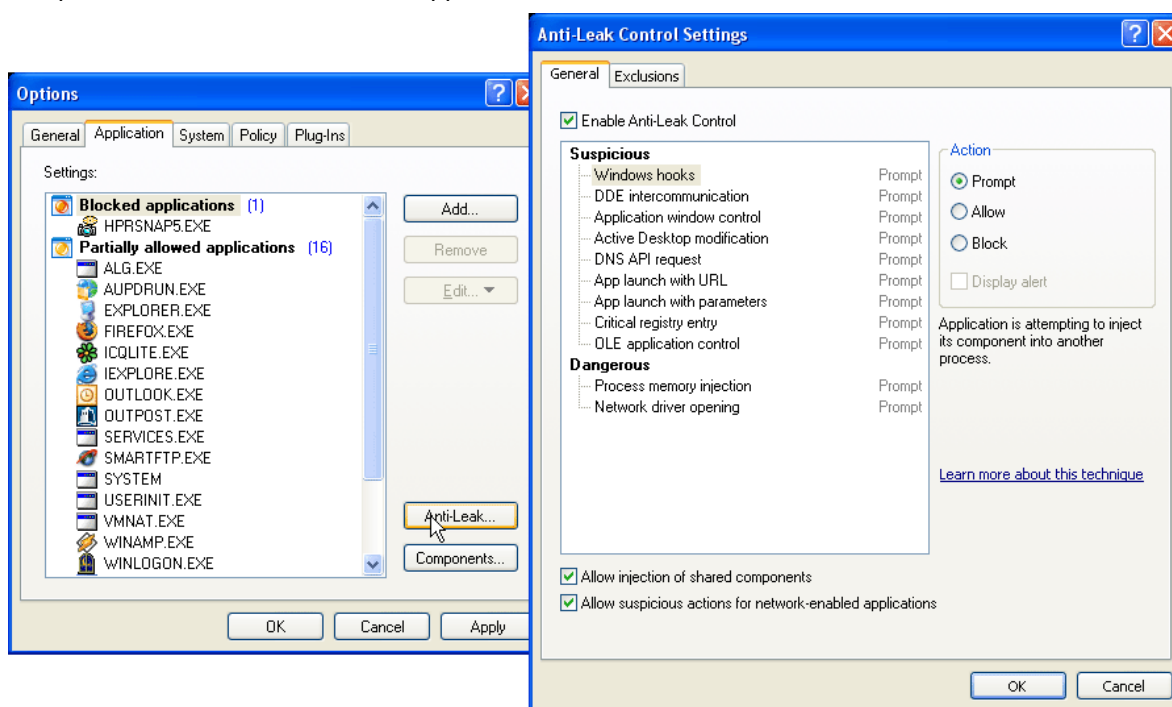 Options
General Application System Policy Plug-Ins
Settings:
Blocked applications (1)
HPRSNAP5.EXE
Partially allowed applications (16)
ALG.EXE
AUPDRUN.EXE
EXPLORER.EXE
FIREFOX.EXE
ICQLITE.EXE
IEXPLORE.EXE
OUTLOOK.EXE
OUTPOST.EXE
SERVICES.EXE
SMARTFTP.EXE
SYSTEM
USERINIT.EXE
VMNAT.EXE
WINAMP.EXE
WINLOGON.EXE
Add...
Remove
Edit...
Anti-Leak...
Components...
OK Cancel Apply
Anti-Leak Control Settings
General Exclusions
Enable Anti-Leak Control
Suspicious
Windows hooks Prompt
DDE intercommunication Prompt
Application window control Prompt
Active Desktop modification Prompt
DNS API request Prompt
App launch with URL Prompt
App launch with parameters Prompt
Critical registry entry Prompt
OLE application control Prompt
Dangerous
Process memory injection Prompt
Network driver opening Prompt
Action
Prompt
Allow
Block
Display alert
Application is attempting to inject
its component into another
process.
Learn more about this technique
Allow injection of shared components
Allow suspicious actions for network-enabled applications
OK Cancel